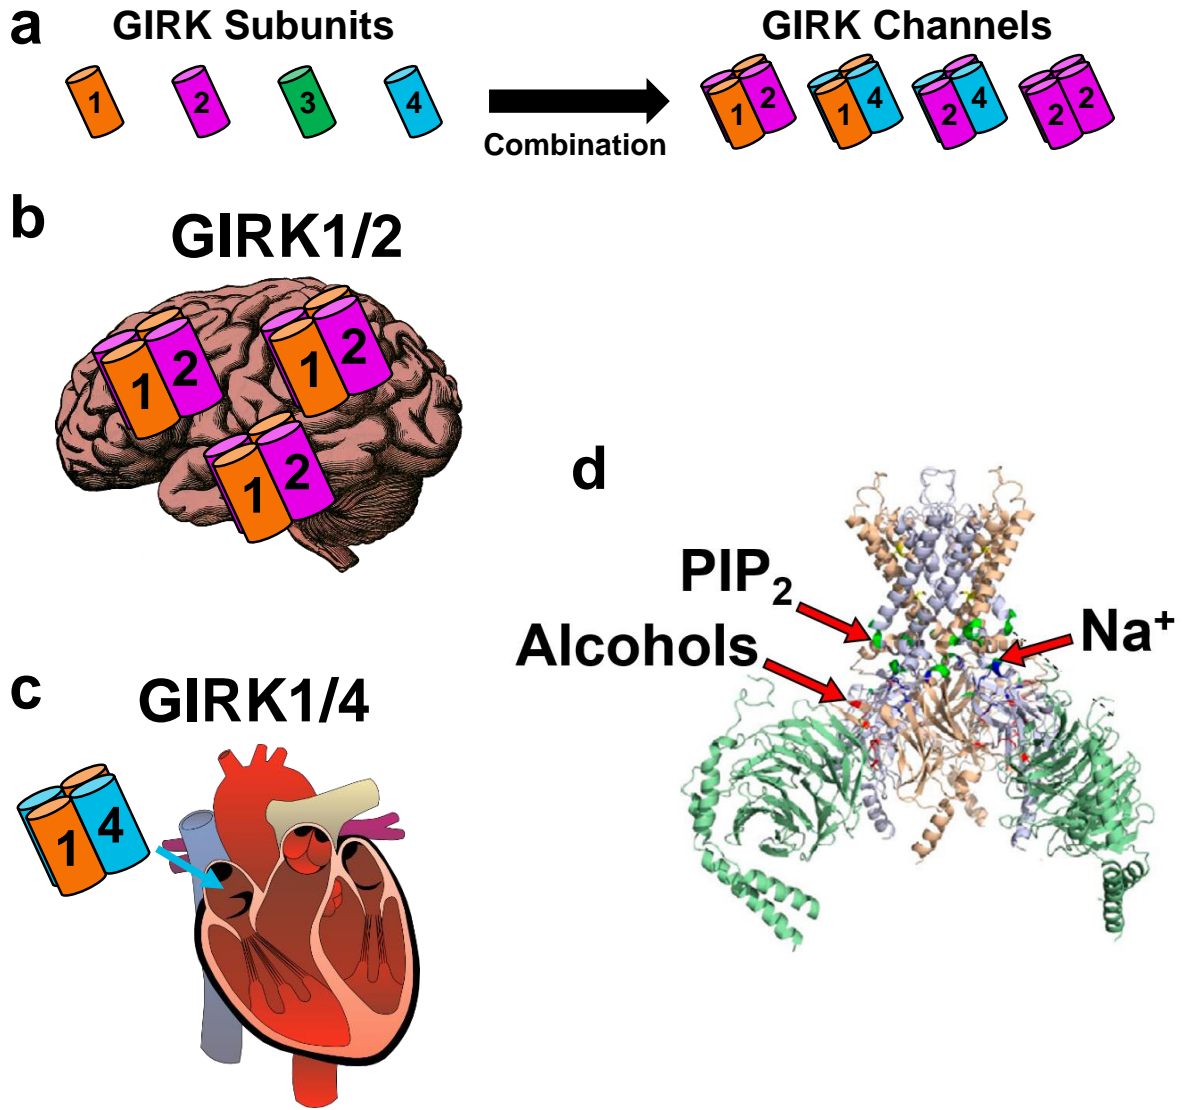 a
GIRK Subunits
GIRK Channels
1 2 3 4
Combination
1 2 1 4 2 4 2 2
b
GIRK1/2
1 2
1 2
1 2
c
GIRK1/4
1 4
d
PIP₂
Alcohols
Na⁺